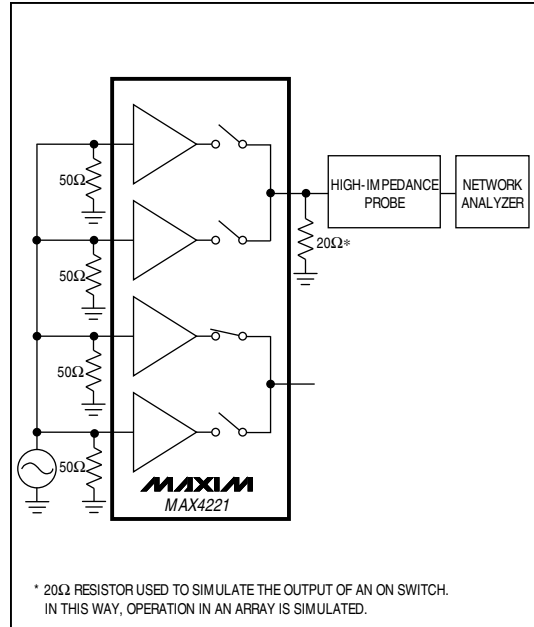 50Ω
50Ω
50Ω
50Ω
HIGH-IMPEDANCE
PROBE
NETWORK
ANALYZER
20Ω*
MAXIM
MAX4221
* 20Ω RESISTOR USED TO SIMULATE THE OUTPUT OF AN ON SWITCH.
IN THIS WAY, OPERATION IN AN ARRAY IS SIMULATED.